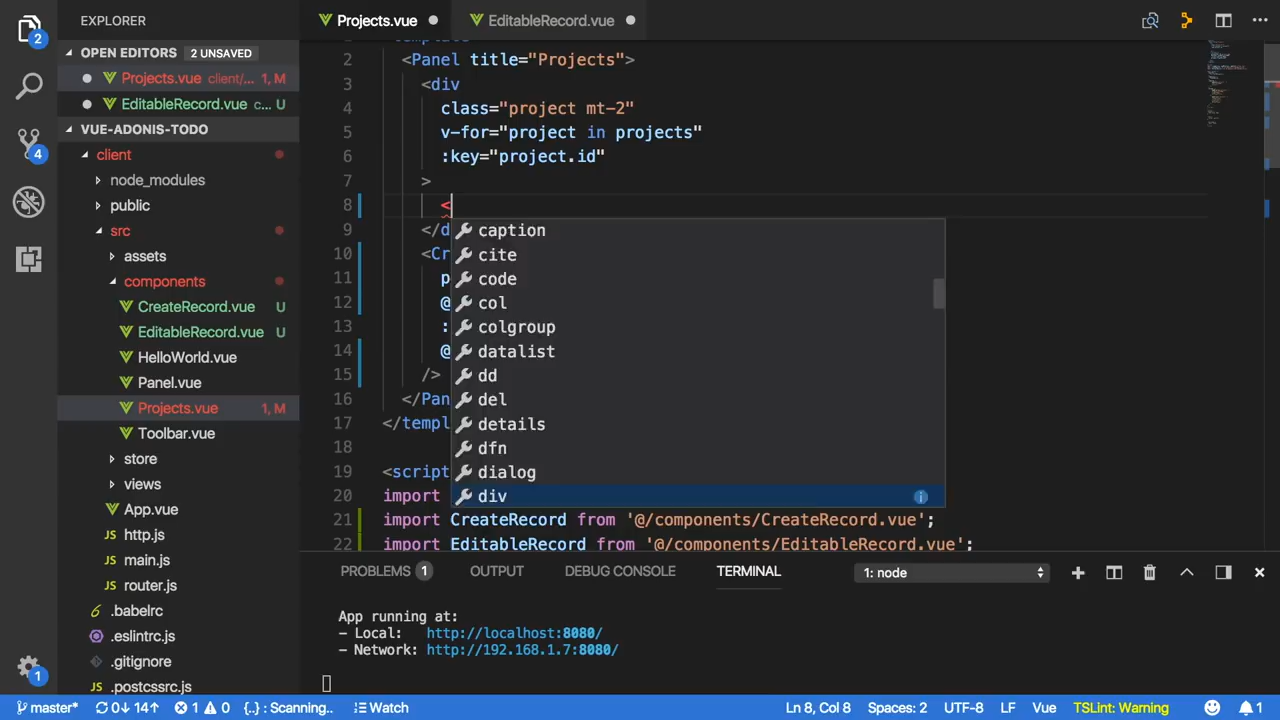 EXPLORER
Projects.vue
EditableRecord.vue
2
OPEN EDITORS 2 UNSAVED
Projects.vue client/... 1, M
EditableRecord.vue c... U
VUE-ADONIS-TODO
4
client
node_modules
public
src
assets
components
CreateRecord.vue U
EditableRecord.vue U
HelloWorld.vue
Panel.vue
Projects.vue 1, M
Toolbar.vue
store
views
App.vue
JS http.js
JS main.js
JS router.js
.babelrc
.eslintrc.js
.gitignore
JS .postcssrc.js
1
2 <Panel title="Projects">
3 <div
4 class="project mt-2"
5 v-for="project in projects"
6 :key="project.id"
7 >
8 <
9 </d
10 <Cr
11 p
12 @
13 :
14 @
15 />
16 </Pan
17 </templ
18
19 <script
20 import
21 import CreateRecord from '@/components/CreateRecord.vue';
22 import EditableRecord from '@/components/EditableRecord.vue';
caption
cite
code
col
colgroup
datalist
dd
del
details
dfn
dialog
div
PROBLEMS 1 OUTPUT DEBUG CONSOLE TERMINAL 1: node
App running at:
- Local: http://localhost:8080/
- Network: http://192.168.1.7:8080/
master* 0↓ 14↑ 1 0 {..} : Scanning.. Watch Ln 8, Col 8 Spaces: 2 UTF-8 LF Vue TSLint: Warning 1